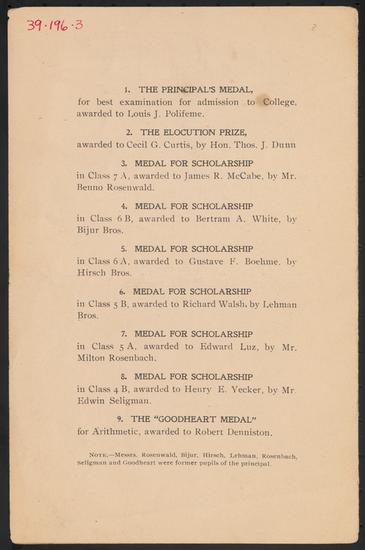 39·196·3
1. THE PRINCIPAL'S MEDAL,
for best examination for admission to College,
awarded to Louis J. Polifeme.
2. THE ELOCUTION PRIZE,
awarded to Cecil G. Curtis, by Hon. Thos. J. Dunn
3. MEDAL FOR SCHOLARSHIP
in Class 7 A, awarded to James R. McCabe, by Mr.
Benno Rosenwald.
4. MEDAL FOR SCHOLARSHIP
in Class 6 B, awarded to Bertram A. White, by
Bijur Bros.
5. MEDAL FOR SCHOLARSHIP
in Class 6 A, awarded to Gustave F. Boehme, by
Hirsch Bros.
6. MEDAL FOR SCHOLARSHIP
in Class 5 B, awarded to Richard Walsh, by Lehman
Bros.
7. MEDAL FOR SCHOLARSHIP
in Class 5 A, awarded to Edward Luz, by Mr.
Milton Rosenbach.
8. MEDAL FOR SCHOLARSHIP
in Class 4 B, awarded to Henry E. Yecker, by Mr.
Edwin Seligman.
9. THE "GOODHEART MEDAL"
for Arithmetic, awarded to Robert Denniston.
NOTE.—Messrs. Rosenwald, Bijur, Hirsch, Lehman, Rosenbach,
Seligman and Goodheart were former pupils of the principal.